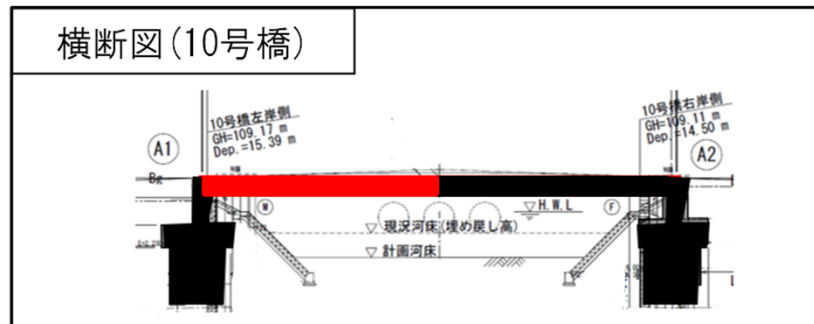 横断図(10号橋)
10号橋左岸側
GH=109.17 m
Dep.=15.39 m
10号橋右岸側
GH=109.11 m
Dep.=14.50 m
A1
A2
M
H.W.L
F
▽ 現況河床(埋め戻し高)
▽ 計画河床